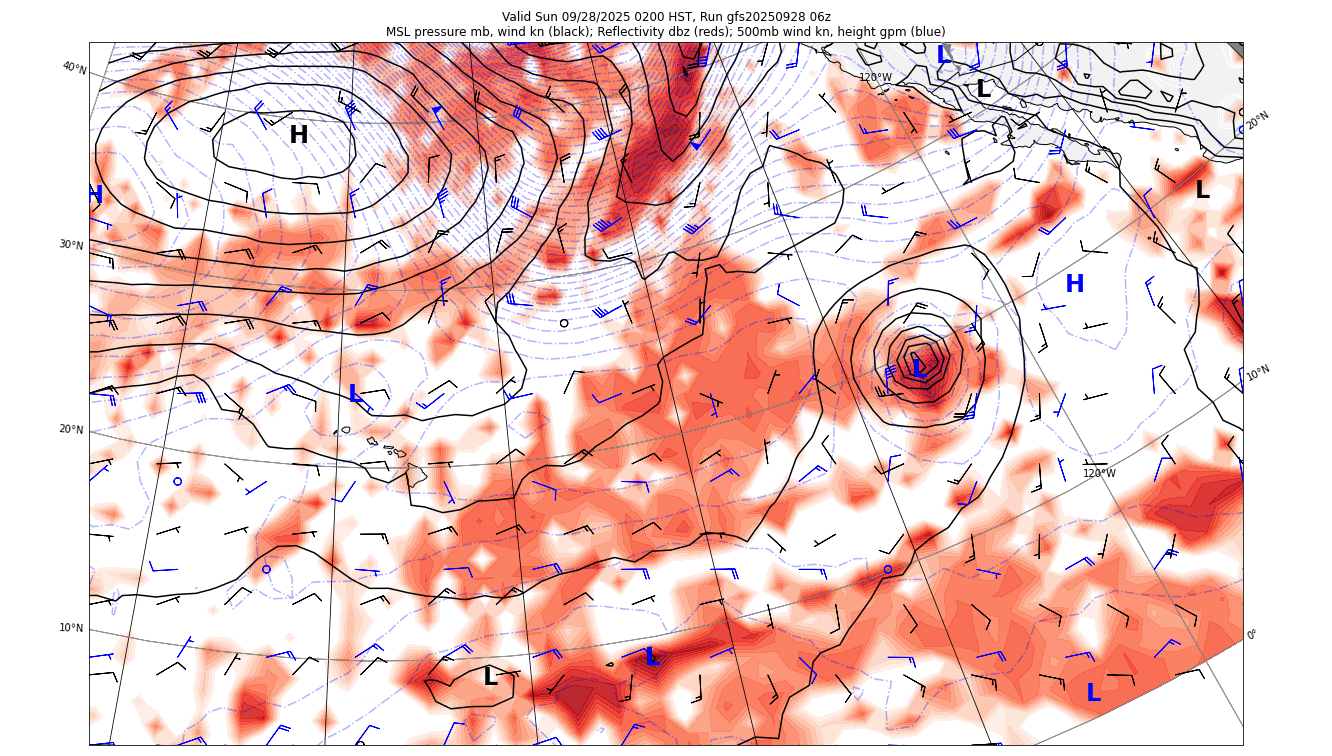 Valid Sun 09/28/2025 0200 HST, Run gfs20250928 06z
MSL pressure mb, wind kn (black); Reflectivity dbz (reds); 500mb wind kn, height gpm (blue)
L
40°N
120°W
L
20°N
H
H
L
30°N
H
L
10°N
L
20°N
120°W
10°N
0°
L
L
L